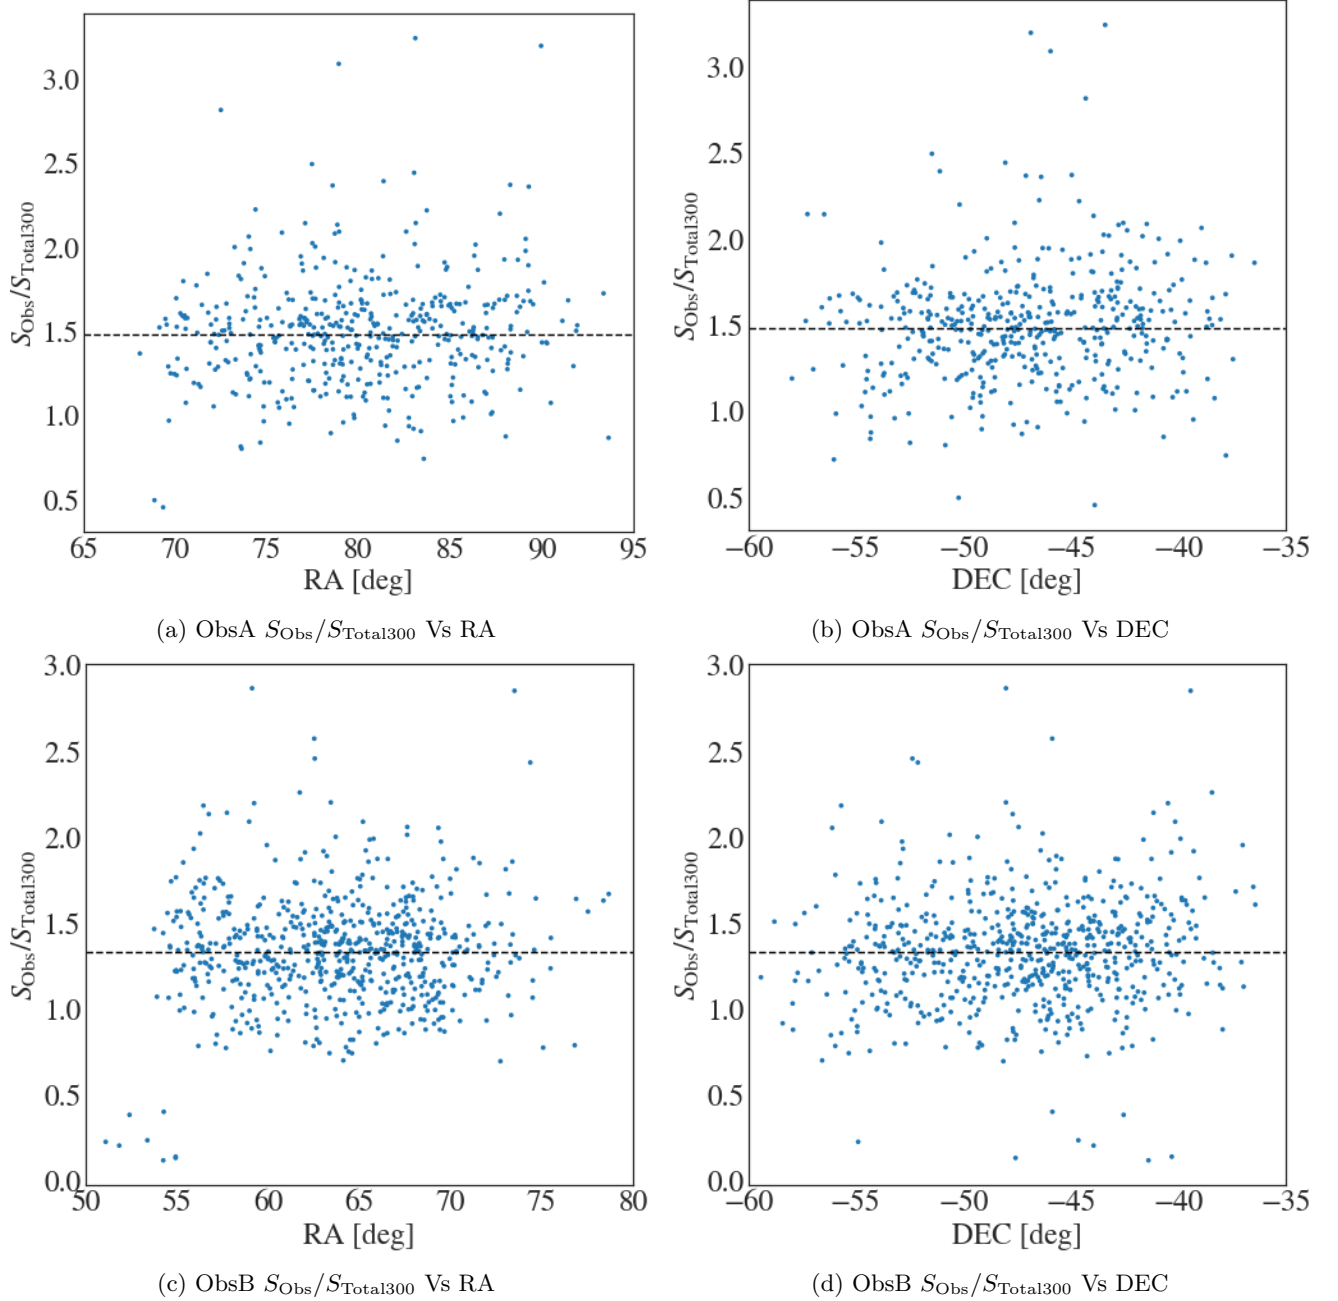 3.0
2.5
2.0
1.5
1.0
0.5
S_Obs/S_Total300
65 70 75 80 85 90 95
RA [deg]
(a) ObsA S_Obs/S_Total300 Vs RA
3.0
2.5
2.0
1.5
1.0
0.5
S_Obs/S_Total300
−60 −55 −50 −45 −40 −35
DEC [deg]
(b) ObsA S_Obs/S_Total300 Vs DEC
3.0
2.5
2.0
1.5
1.0
0.5
0.0
S_Obs/S_Total300
50 55 60 65 70 75 80
RA [deg]
(c) ObsB S_Obs/S_Total300 Vs RA
3.0
2.5
2.0
1.5
1.0
0.5
0.0
S_Obs/S_Total300
−60 −55 −50 −45 −40 −35
DEC [deg]
(d) ObsB S_Obs/S_Total300 Vs DEC